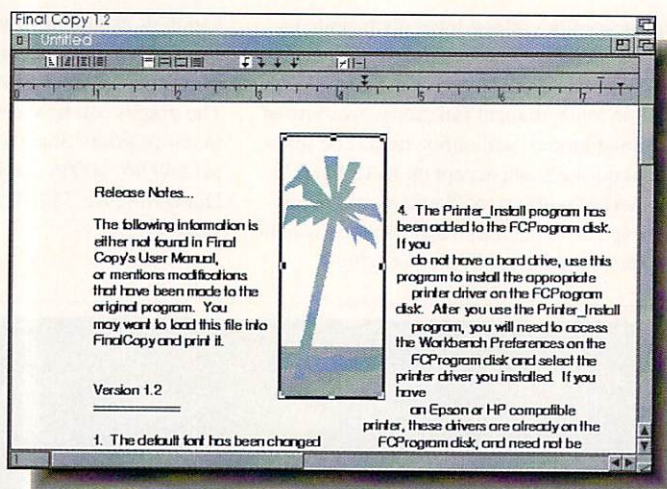 Final Copy 1.2
Untitled
Release Notes...
The following information is
either not found in Final
Copy's User Manual,
or mentions modifications
that have been made to the
original program.  You
may want to load this file into
FinalCopy and print it.
Version 1.2
1.  The default font has been changed
4.  The Printer_Install program has
been added to the FCProgram disk.
If you
do not have a hard drive, use this
program to install the appropriate
printer driver on the FCProgram
disk.  After you use the Printer_Install
program, you will need to access
the Workbench Preferences on the
FCProgram disk and select the
printer driver you installed.  If you
have
an Epson or HP compatible
printer, these drivers are already on the
FCProgram disk, and need not be
1